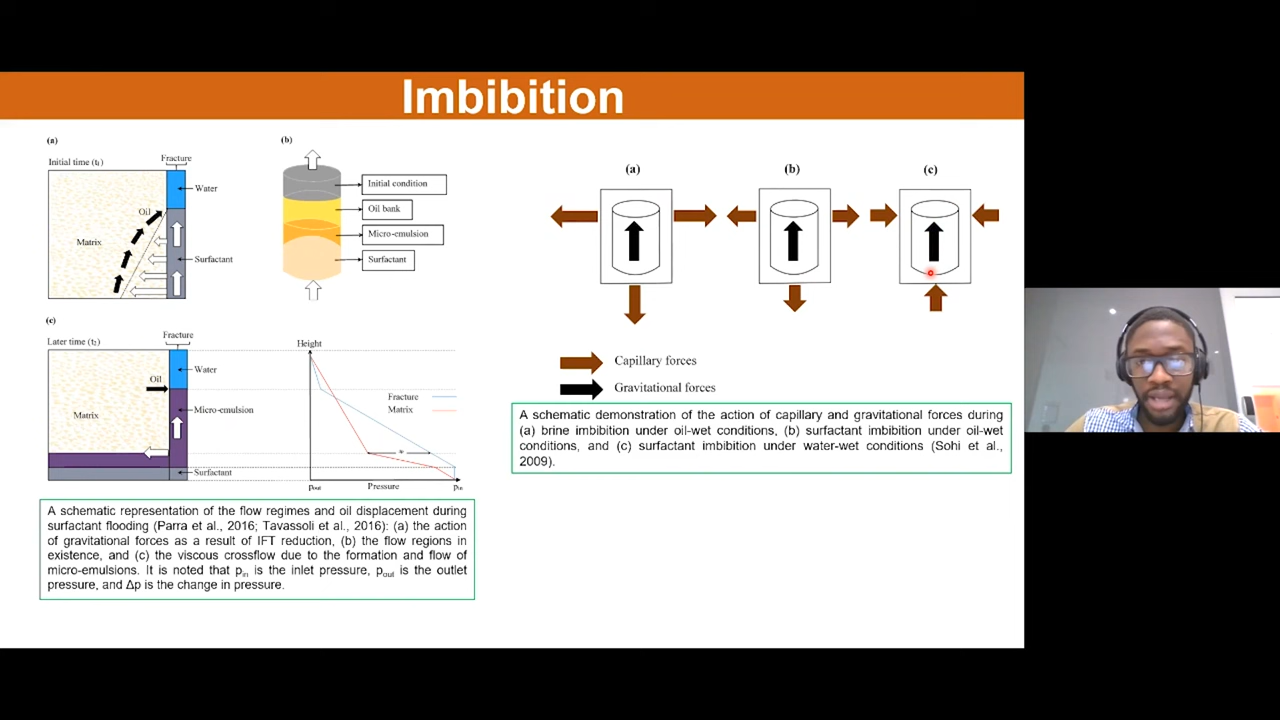 Imbibition
(a)
Initial time (t₁)
Fracture
Water
Oil
Matrix
Surfactant
(b)
Initial condition
Oil bank
Micro-emulsion
Surfactant
(c)
Later time (t₂)
Fracture
Water
Oil
Micro-emulsion
Matrix
Surfactant
Height
Fracture
Matrix
pout
Pressure
pin
A schematic representation of the flow regimes and oil displacement during
surfactant flooding (Parra et al., 2016; Tavassoli et al., 2016): (a) the action
of gravitational forces as a result of IFT reduction, (b) the flow regions in
existence, and (c) the viscous crossflow due to the formation and flow of
micro-emulsions. It is noted that pin is the inlet pressure, pout is the outlet
pressure, and Δp is the change in pressure.
(a)
(b)
(c)
Capillary forces
Gravitational forces
A schematic demonstration of the action of capillary and gravitational forces during
(a) brine imbibition under oil-wet conditions, (b) surfactant imbibition under oil-wet
conditions, and (c) surfactant imbibition under water-wet conditions (Sohi et al.,
2009).